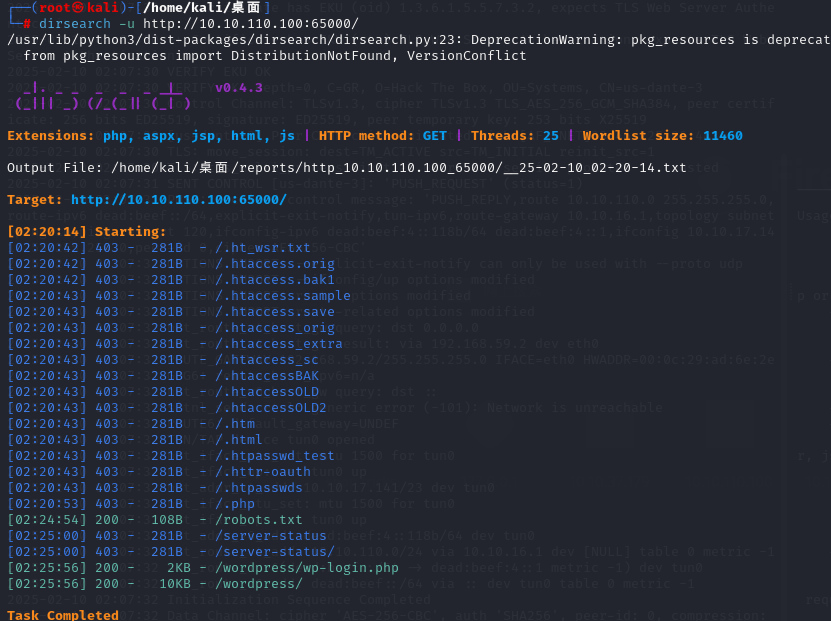 ┌──(root㉿kali)-[/home/kali/桌面]
└─# dirsearch -u http://10.10.110.100:65000/
/usr/lib/python3/dist-packages/dirsearch/dirsearch.py:23: DeprecationWarning: pkg_resources is deprecat
  from pkg_resources import DistributionNotFound, VersionConflict
v0.4.3
Extensions: php, aspx, jsp, html, js | HTTP method: GET | Threads: 25 | Wordlist size: 11460
Output File: /home/kali/桌面/reports/http_10.10.110.100_65000/__25-02-10_02-20-14.txt
Target: http://10.10.110.100:65000/
[02:20:14] Starting:
[02:20:42] 403 -  281B  - /.ht_wsr.txt
[02:20:42] 403 -  281B  - /.htaccess.orig
[02:20:42] 403 -  281B  - /.htaccess.bak1
[02:20:42] 403 -  281B  - /.htaccess.sample
[02:20:42] 403 -  281B  - /.htaccess.save
[02:20:42] 403 -  281B  - /.htaccess_orig
[02:20:42] 403 -  281B  - /.htaccess_extra
[02:20:42] 403 -  281B  - /.htaccess_sc
[02:20:42] 403 -  281B  - /.htaccessBAK
[02:20:43] 403 -  281B  - /.htaccessOLD
[02:20:43] 403 -  281B  - /.htaccessOLD2
[02:20:43] 403 -  281B  - /.htm
[02:20:43] 403 -  281B  - /.html
[02:20:43] 403 -  281B  - /.htpasswd_test
[02:20:43] 403 -  281B  - /.httr-oauth
[02:20:43] 403 -  281B  - /.htpasswds
[02:20:53] 403 -  281B  - /.php
[02:24:54] 200 -  108B  - /robots.txt
[02:25:00] 403 -  281B  - /server-status
[02:25:00] 403 -  281B  - /server-status/
[02:25:56] 200 -    2KB - /wordpress/wp-login.php
[02:25:56] 200 -   10KB - /wordpress/
Task Completed